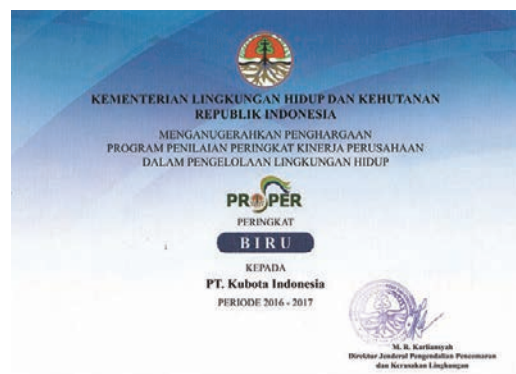 KEMENTERIAN LINGKUNGAN HIDUP DAN KEHUTANAN
REPUBLIK INDONESIA
MENGANUGERAHKAN PENGHARGAAN
PROGRAM PENILAIAN PERINGKAT KINERJA PERUSAHAAN
DALAM PENGELOLAAN LINGKUNGAN HIDUP
PROPER
PERINGKAT
BIRU
KEPADA
PT. Kubota Indonesia
PERIODE 2016 - 2017
M. R. Karliansyah
Direktur Jenderal Pengendalian Pencemaran
dan Kerusakan Lingkungan